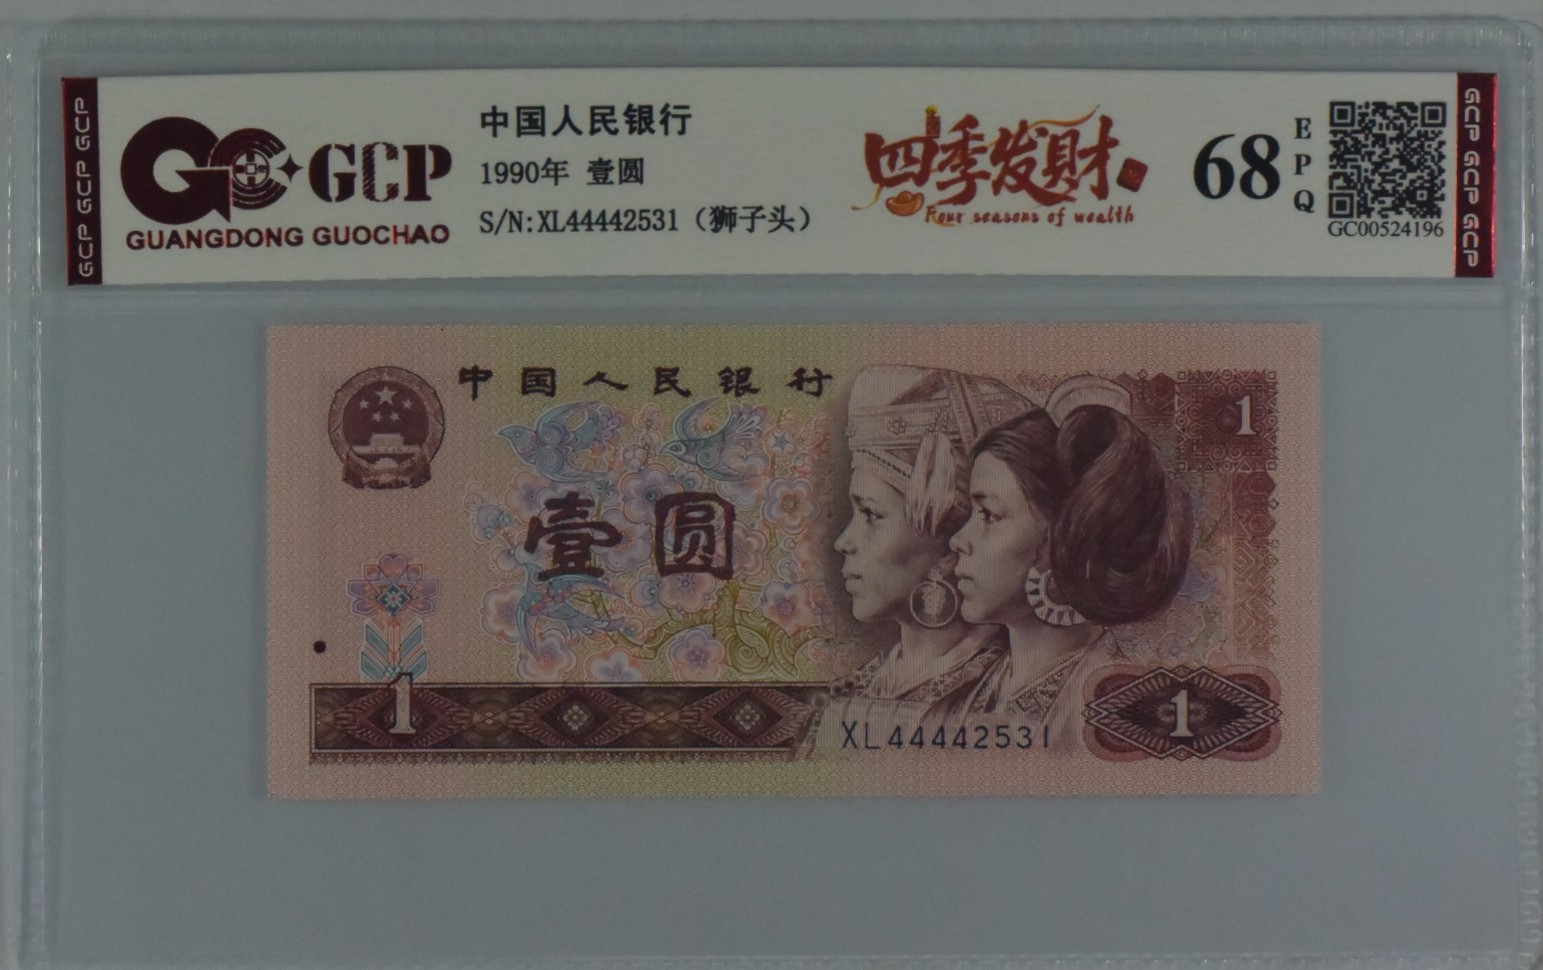 GCP GCP GCP
GCP
GUANGDONG GUOCHAO
中国人民银行
1990年 壹圆
S/N:XL44442531（狮子头）
四季发财
Four seasons of wealth
68
EPQ
GC00524196
GCP GCP GCP
中国人民银行
1
壹圆
1
XL44442531
1